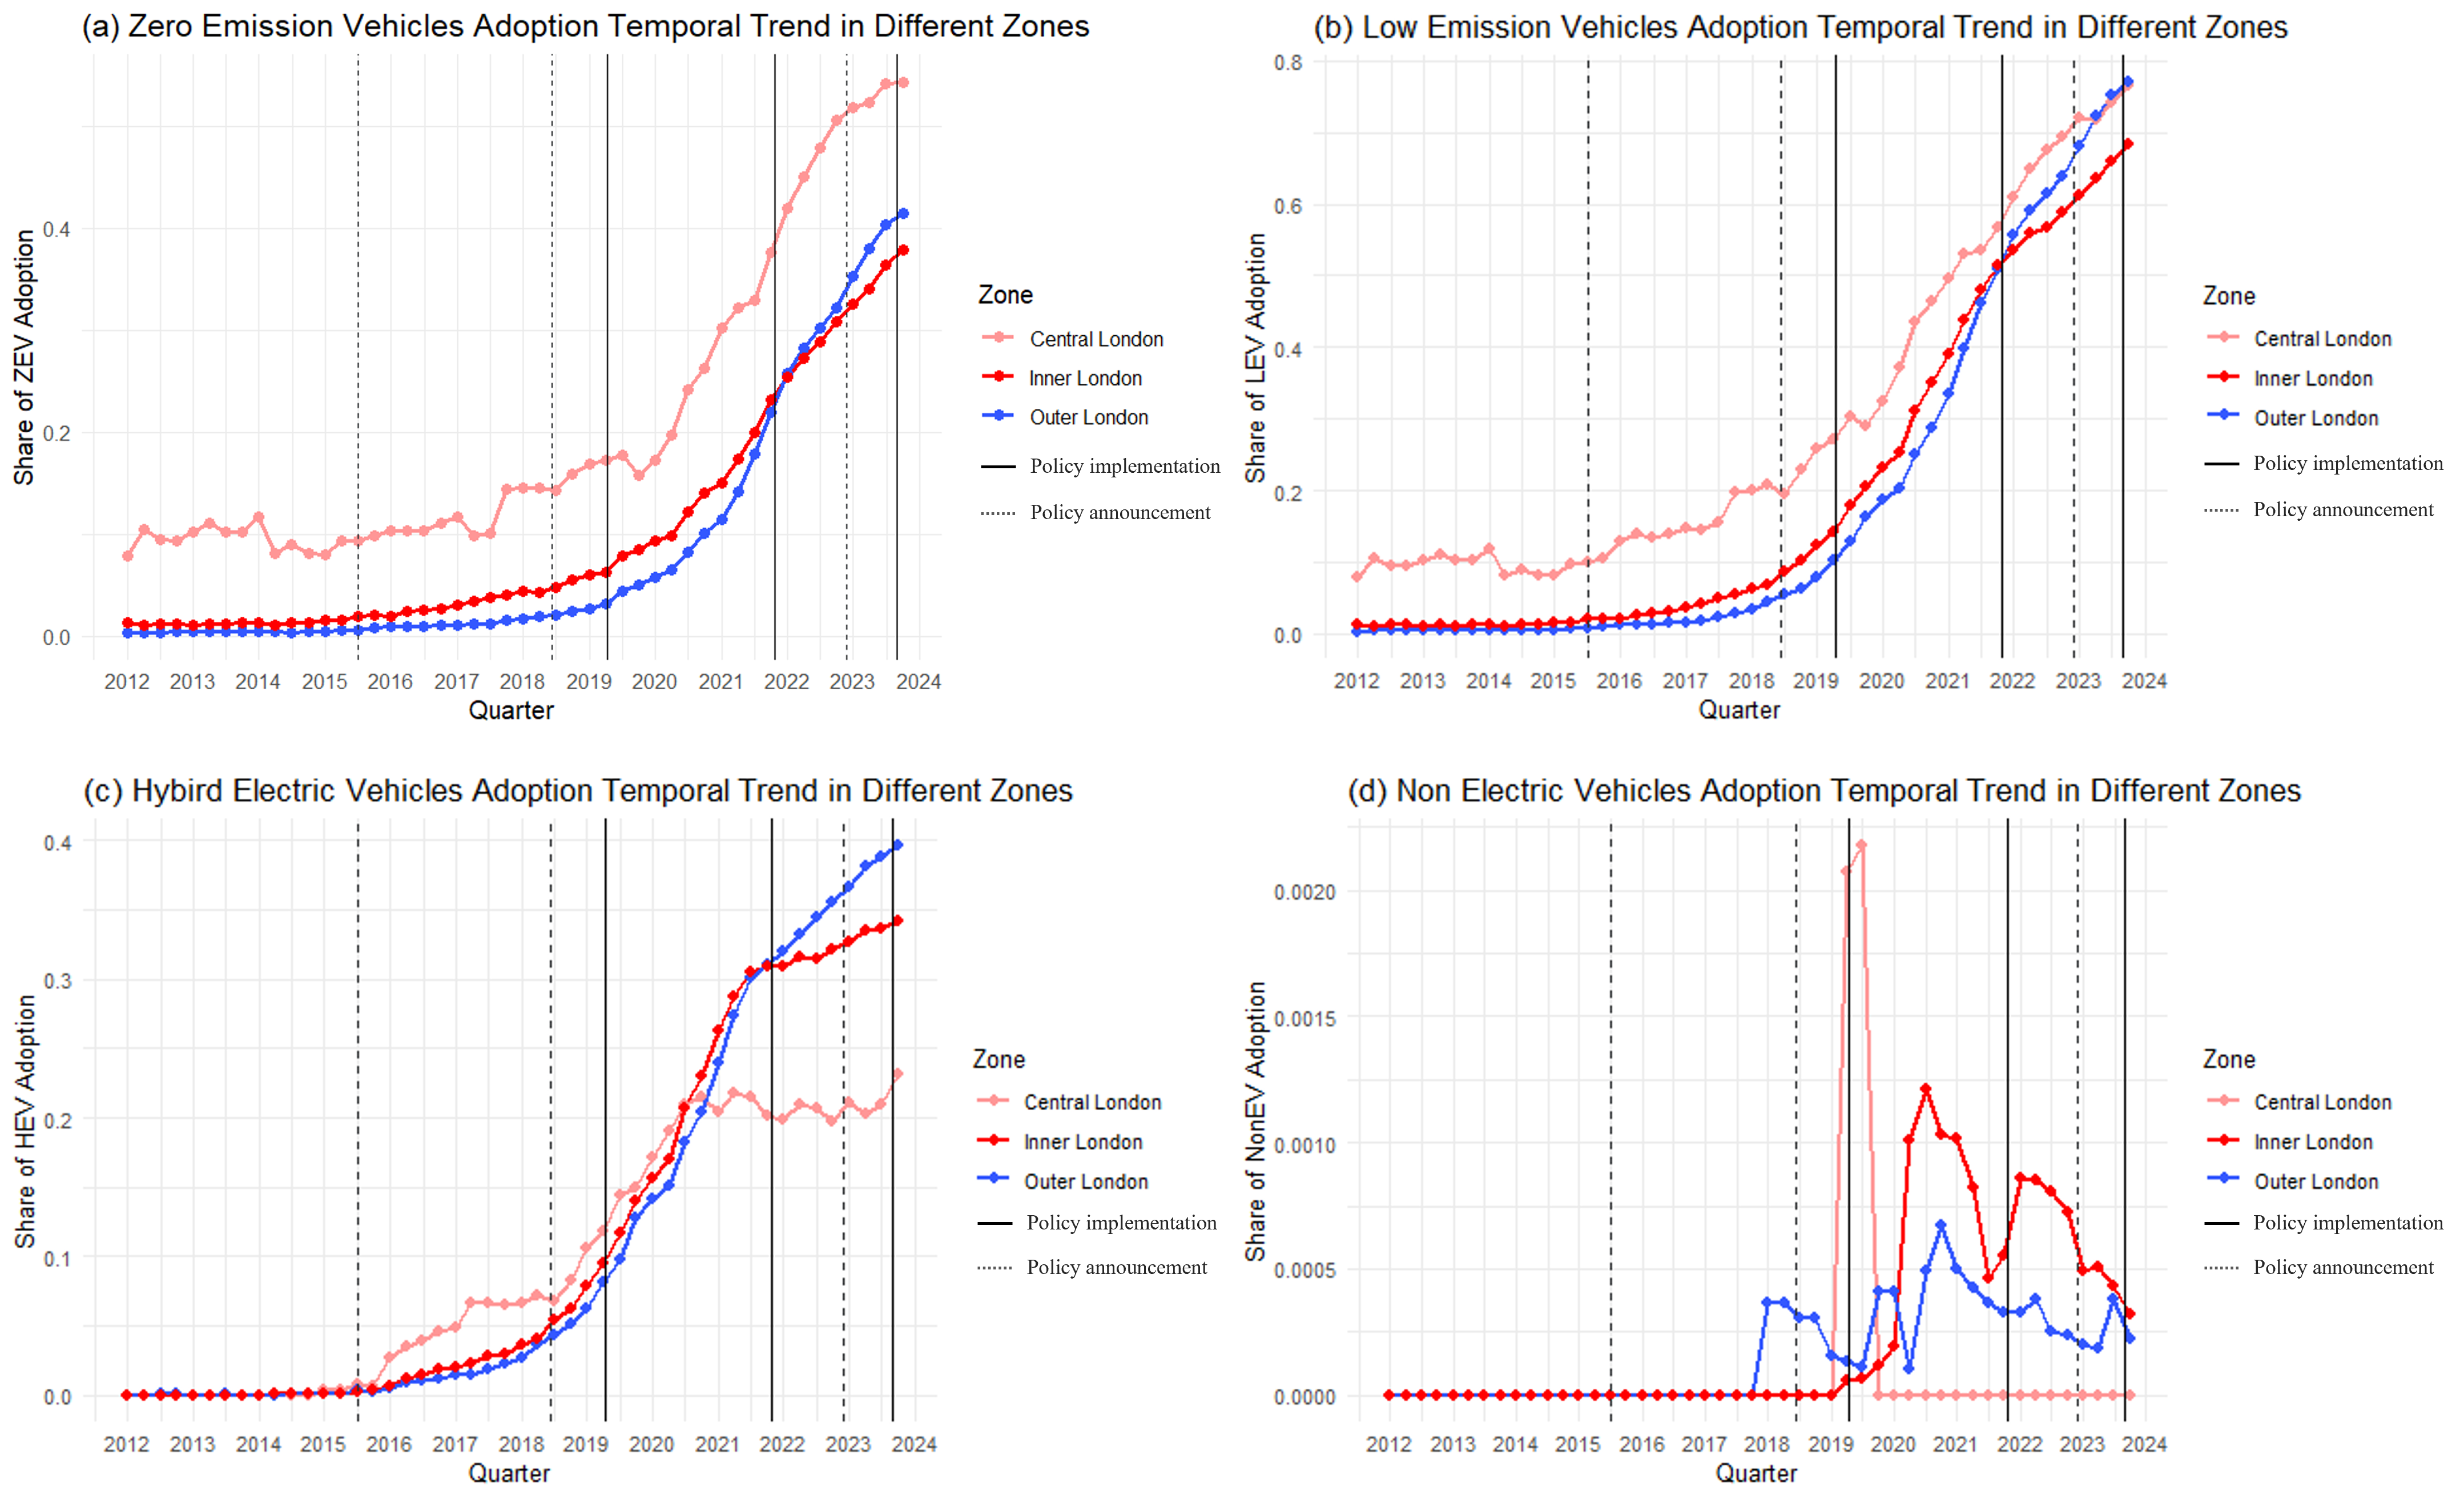 (a) Zero Emission Vehicles Adoption Temporal Trend in Different Zones
Share of ZEV Adoption
0.4
0.2
0.0
2012 2013 2014 2015 2016 2017 2018 2019 2020 2021 2022 2023 2024
Quarter
Zone
Central London
Inner London
Outer London
Policy implementation
Policy announcement
(b) Low Emission Vehicles Adoption Temporal Trend in Different Zones
Share of LEV Adoption
0.8
0.6
0.4
0.2
0.0
2012 2013 2014 2015 2016 2017 2018 2019 2020 2021 2022 2023 2024
Quarter
Zone
Central London
Inner London
Outer London
Policy implementation
Policy announcement
(c) Hybird Electric Vehicles Adoption Temporal Trend in Different Zones
Share of HEV Adoption
0.4
0.3
0.2
0.1
0.0
2012 2013 2014 2015 2016 2017 2018 2019 2020 2021 2022 2023 2024
Quarter
Zone
Central London
Inner London
Outer London
Policy implementation
Policy announcement
(d) Non Electric Vehicles Adoption Temporal Trend in Different Zones
Share of NonEV Adoption
0.0020
0.0015
0.0010
0.0005
0.0000
2012 2013 2014 2015 2016 2017 2018 2019 2020 2021 2022 2023 2024
Quarter
Zone
Central London
Inner London
Outer London
Policy implementation
Policy announcement